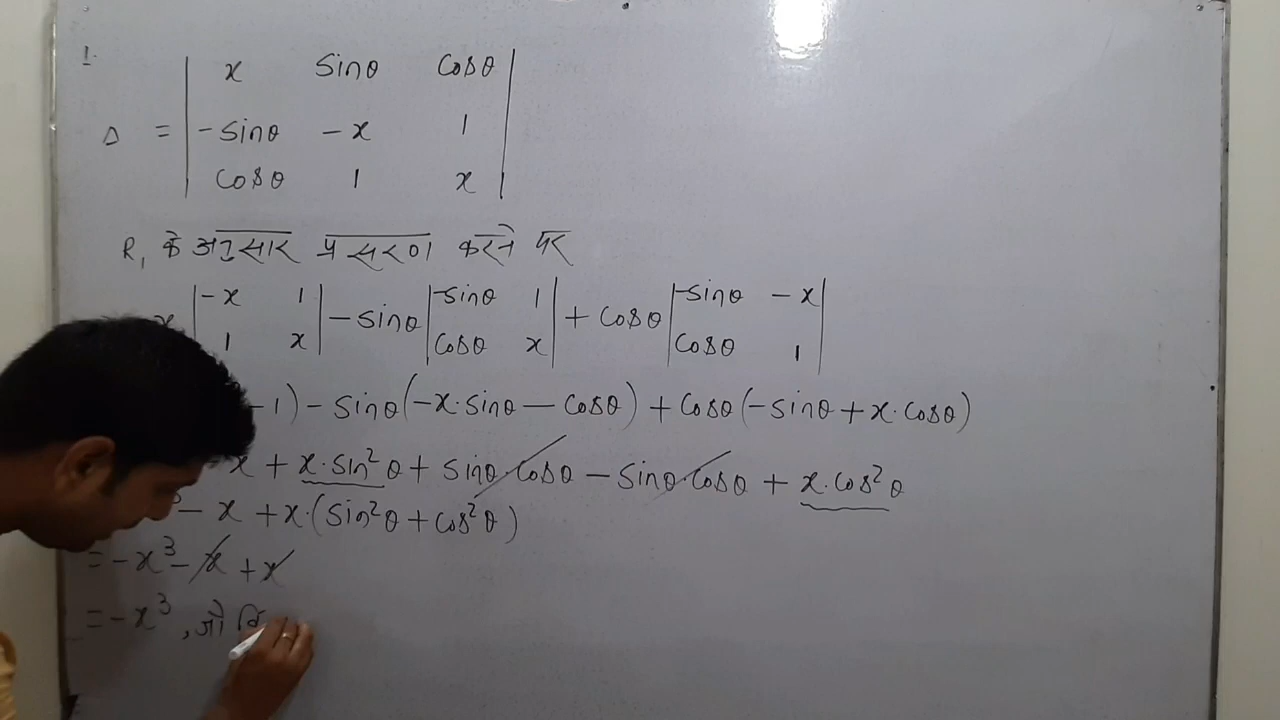 1.
Δ = | x sinθ cosθ |
| -sinθ -x 1 |
| cosθ 1 x |
R₁ के अनुसार प्रसरण करने पर
x | -x 1 | - sinθ | -sinθ 1 | + cosθ | -sinθ -x |
| 1 x | | cosθ x | | cosθ 1 |
-1) - sinθ(-x·sinθ - cosθ) + cosθ(-sinθ + x·cosθ)
-x + x·sin²θ + sinθ·cosθ - sinθ·cosθ + x·cos²θ
³ - x + x·(sin²θ + cos²θ)
= -x³ - x + x
= -x³, जो